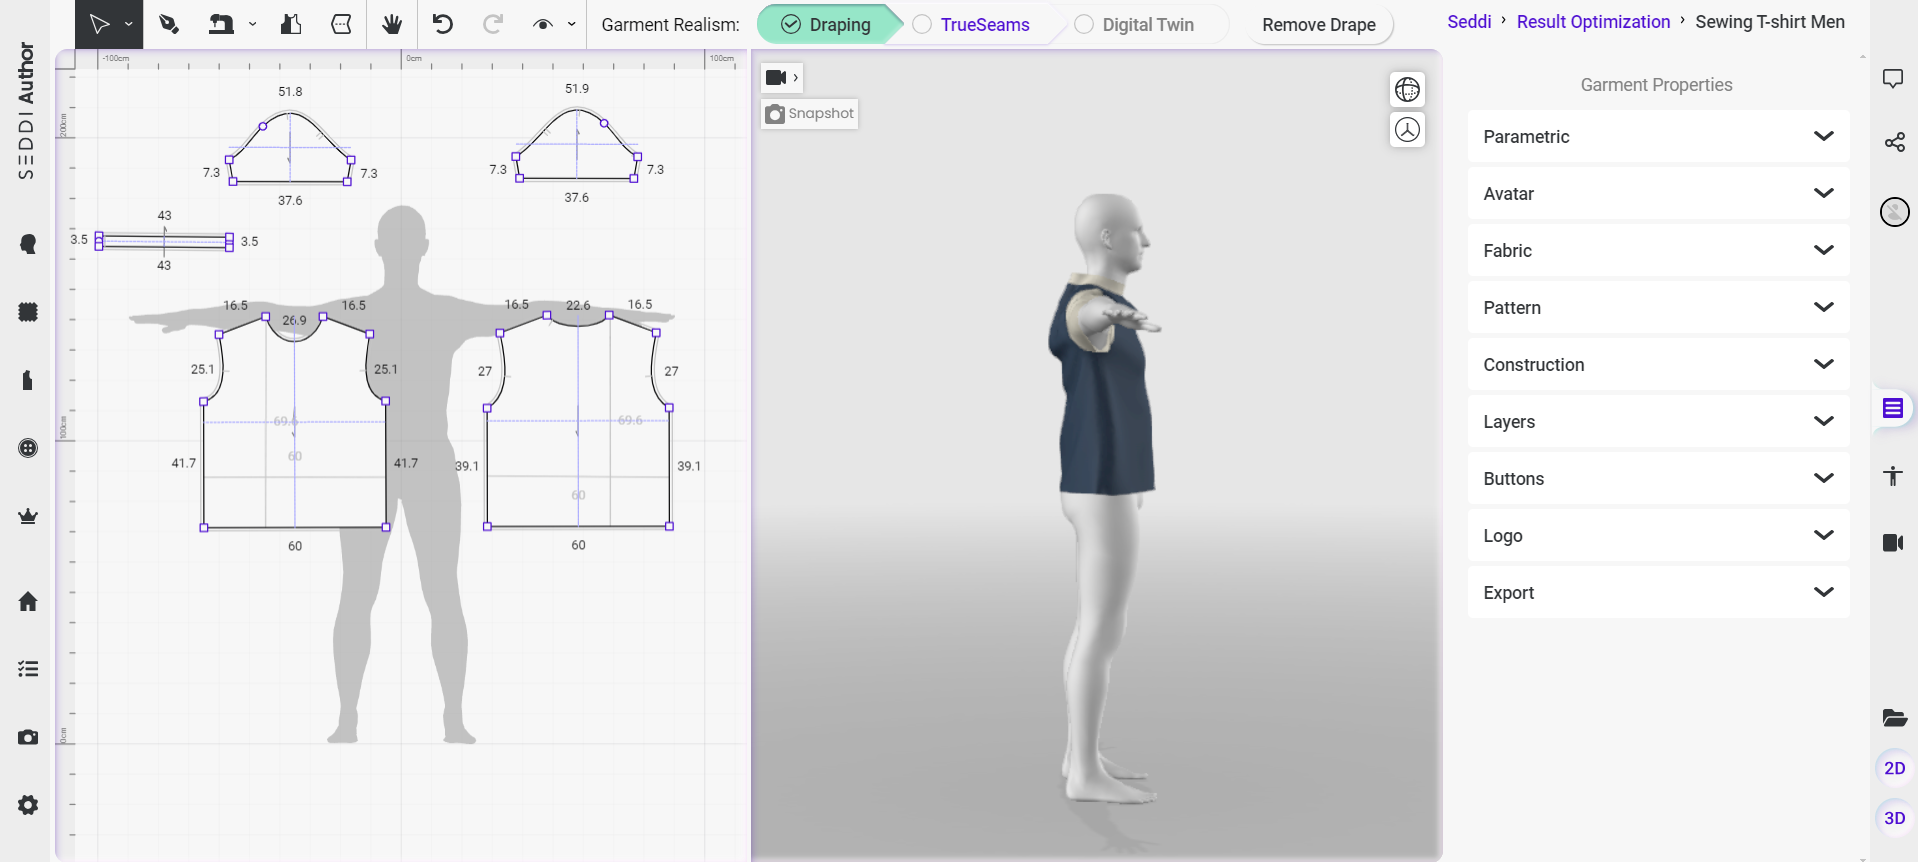 SEDDI Author
Garment Realism:
Draping
TrueSeams
Digital Twin
Remove Drape
Seddi › Result Optimization › Sewing T-shirt Men
-100cm
0cm
100cm
200cm
100cm
0cm
51.8
7.3
7.3
37.6
51.9
7.3
7.3
37.6
43
3.5
3.5
43
16.5
26.9
16.5
25.1
25.1
69.6
60
41.7
41.7
60
16.5
22.6
16.5
27
27
69.6
60
39.1
39.1
60
Snapshot
Garment Properties
Parametric
Avatar
Fabric
Pattern
Construction
Layers
Buttons
Logo
Export
2D
3D